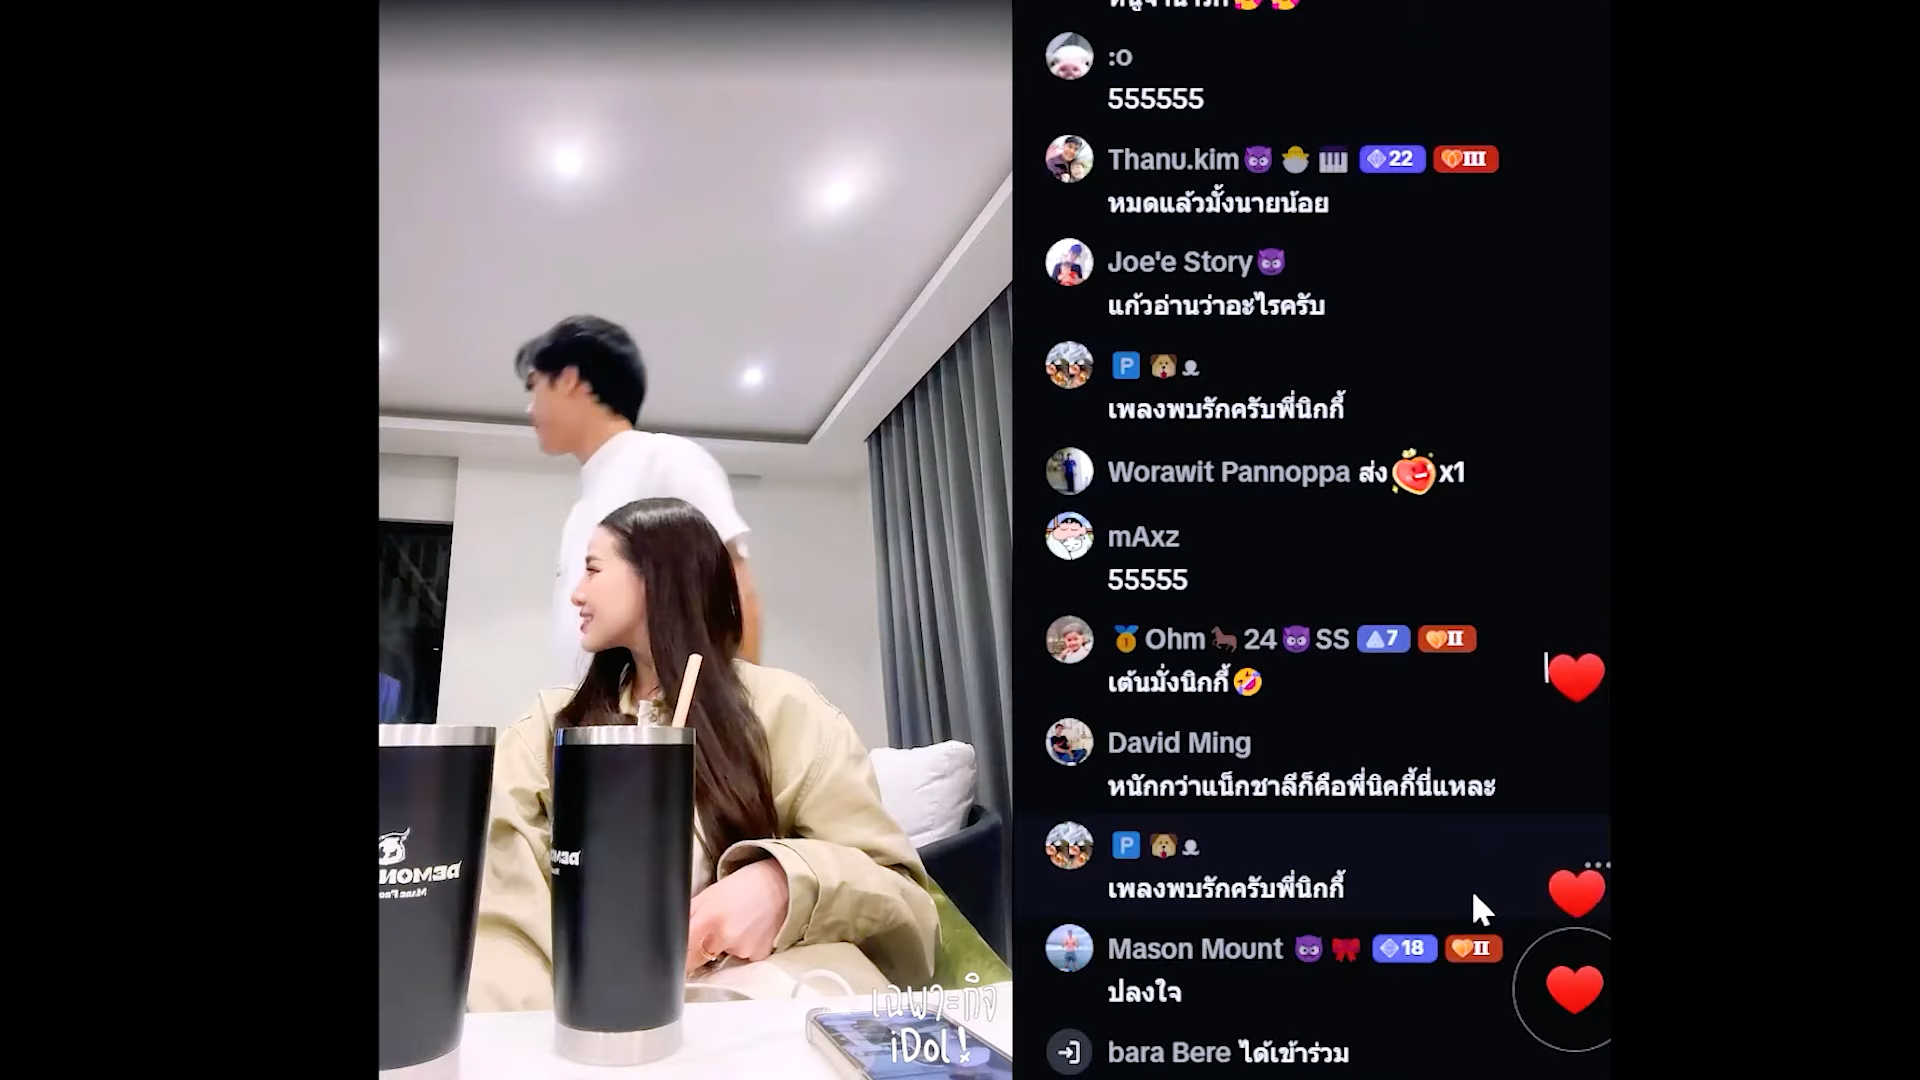 :o
555555
Thanu.kim 22 III
หมดแล้วมั้งนายน้อย
Joe'e Story
แก้วอ่านว่าอะไรครับ
P
เพลงพบรักครับพี่นิกกี้
Worawit Pannoppa ส่ง x1
mAxz
55555
Ohm 24 SS 7 II
เต้นมั่งนิกกี้
David Ming
หนักกว่าแน็กชาลีก็คือพี่นิคกี้นี่แหละ
P
เพลงพบรักครับพี่นิกกี้
Mason Mount 18 II
ปลงใจ
bara Bere ได้เข้าร่วม
DEMON
เฉพาะกิจ
iDol!